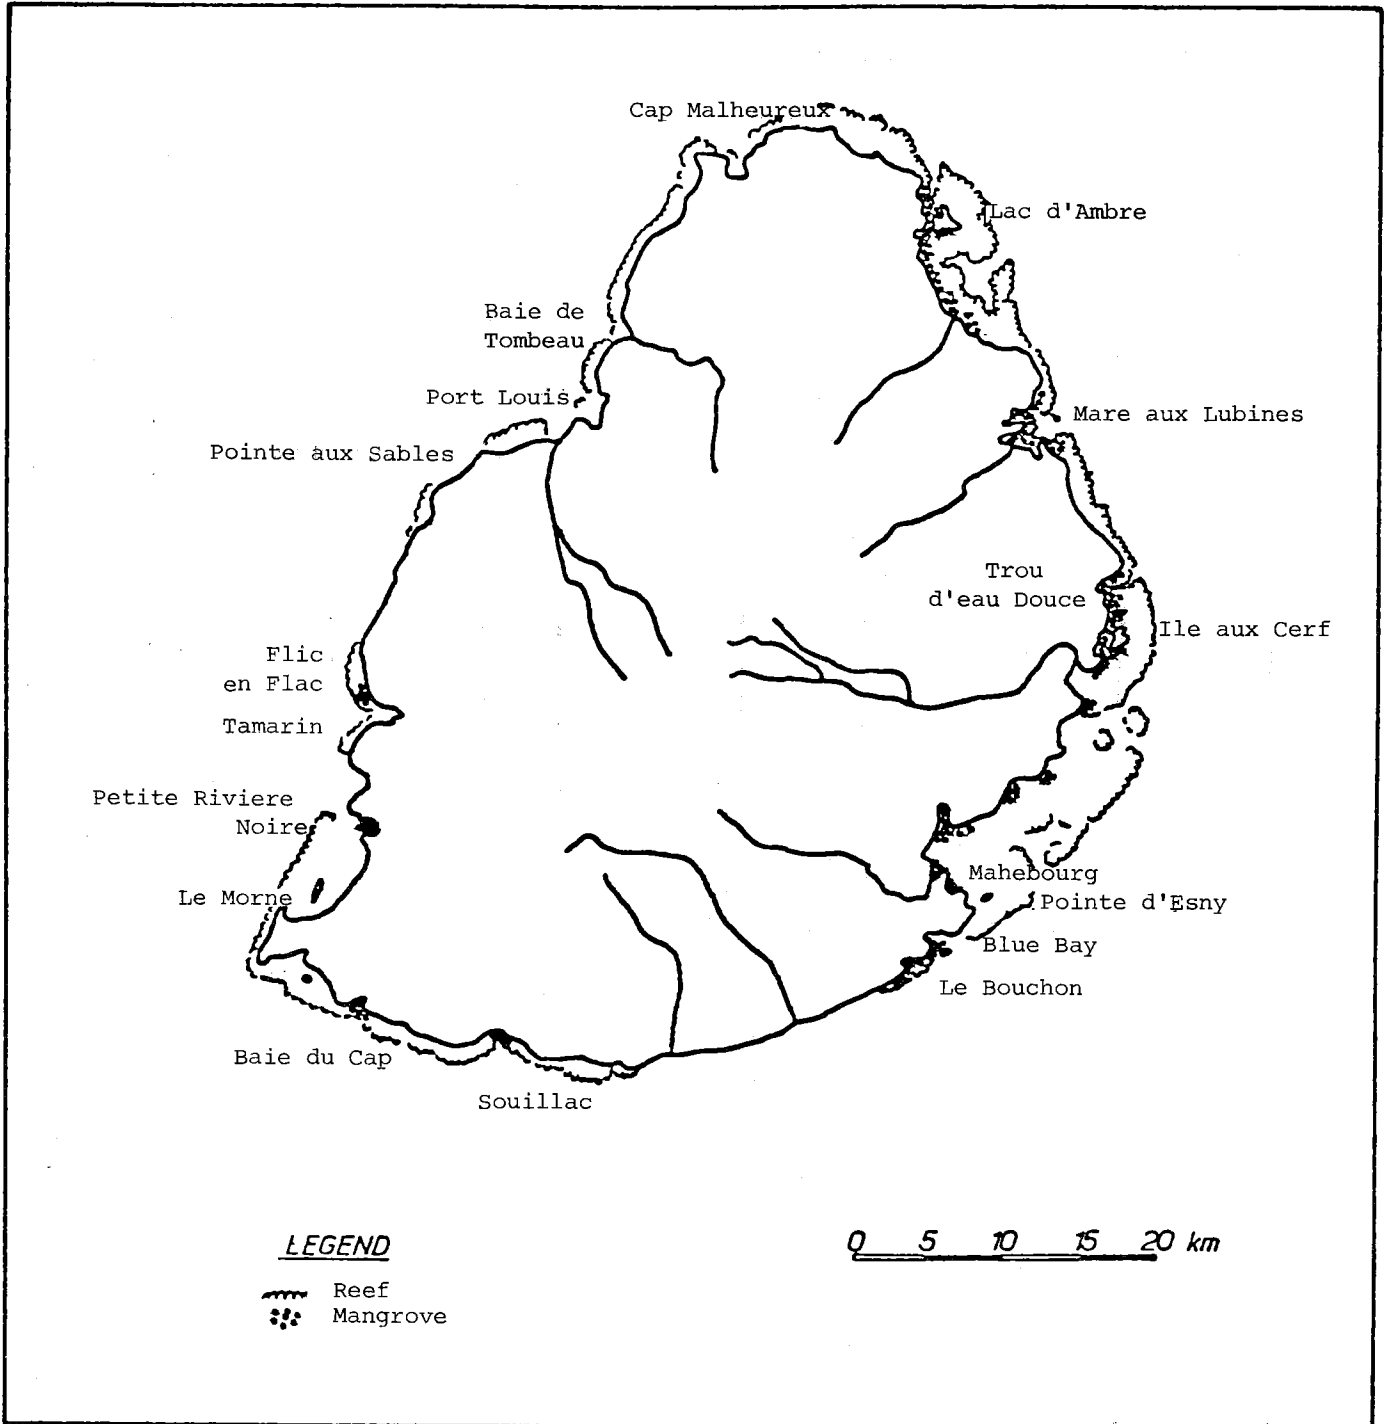 Cap Malheureux
Lac d'Ambre
Baie de
Tombeau
Port Louis
Mare aux Lubines
Pointe aux Sables
Trou
d'eau Douce
Ile aux Cerf
Flic
en Flac
Tamarin
Petite Riviere
Noire
Mahebourg
Le Morne
Pointe d'Esny
Blue Bay
Le Bouchon
Baie du Cap
Souillac
LEGEND
0 5 10 15 20 km
Reef
Mangrove